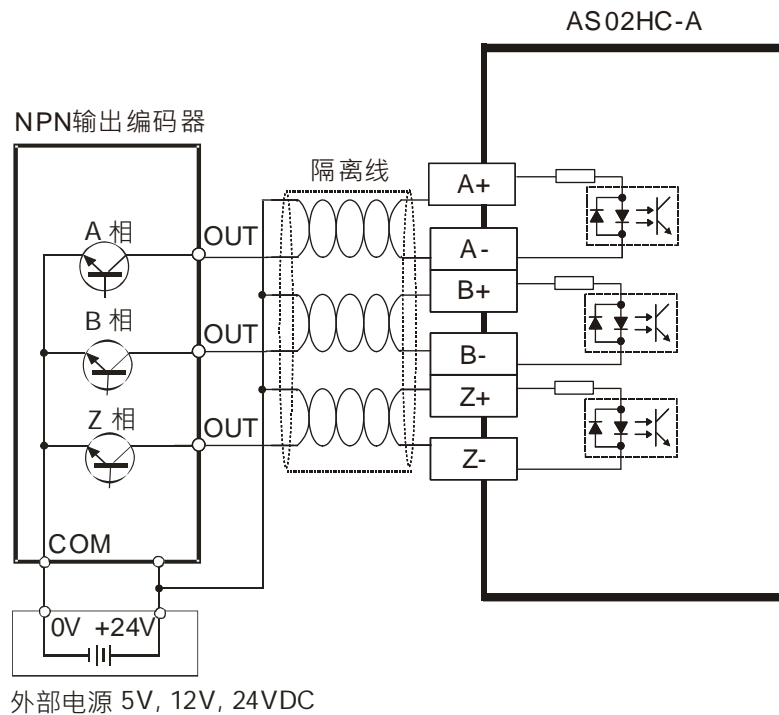 AS02HC-A
NPN输出编码器
隔离线
A+
A 相
OUT
A-
B+
B 相
OUT
B-
Z+
Z 相
OUT
Z-
COM
0V +24V
外部电源 5V, 12V, 24VDC